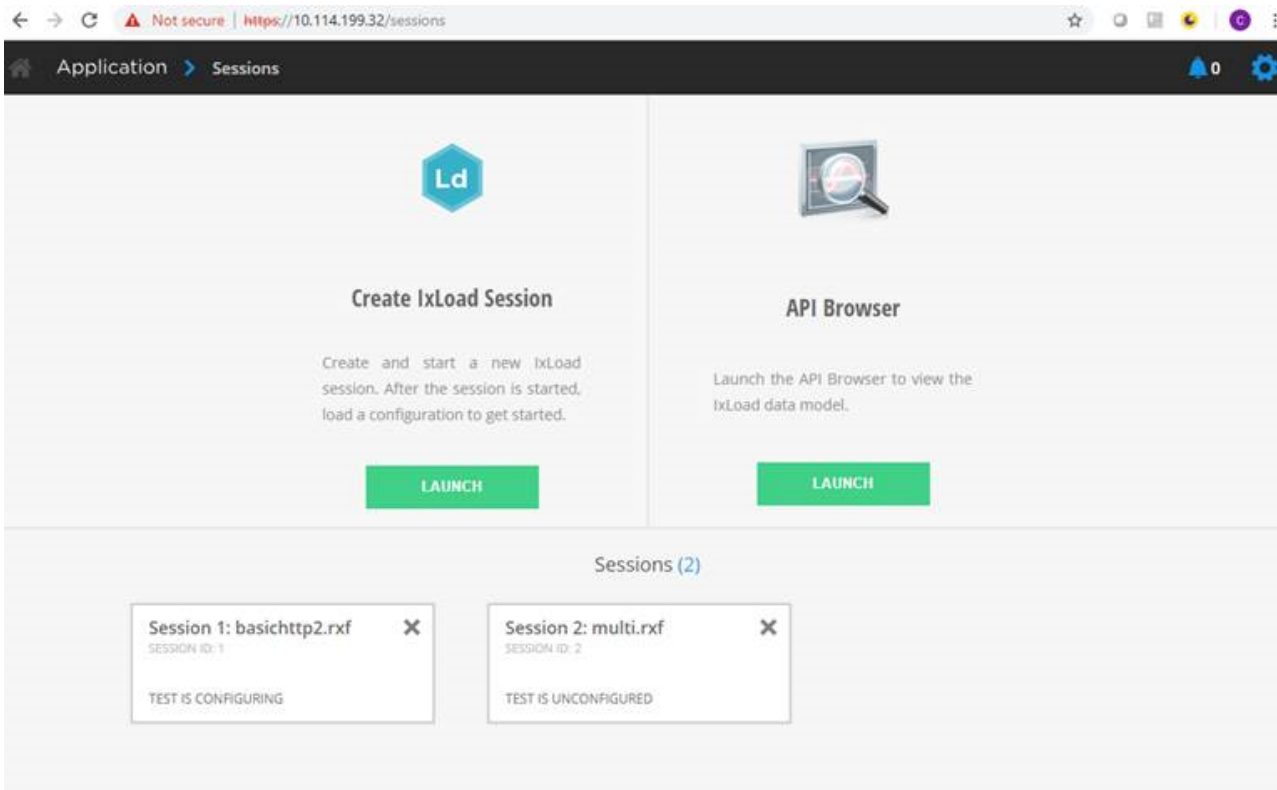 Not secure | https://10.114.199.32/sessions
C
Application > Sessions
0
Ld
Create IxLoad Session
Create and start a new IxLoad
session. After the session is started,
load a configuration to get started.
LAUNCH
API Browser
Launch the API Browser to view the
IxLoad data model.
LAUNCH
Sessions (2)
Session 1: basichttp2.rxf
SESSION ID: 1
TEST IS CONFIGURING
Session 2: multi.rxf
SESSION ID: 2
TEST IS UNCONFIGURED